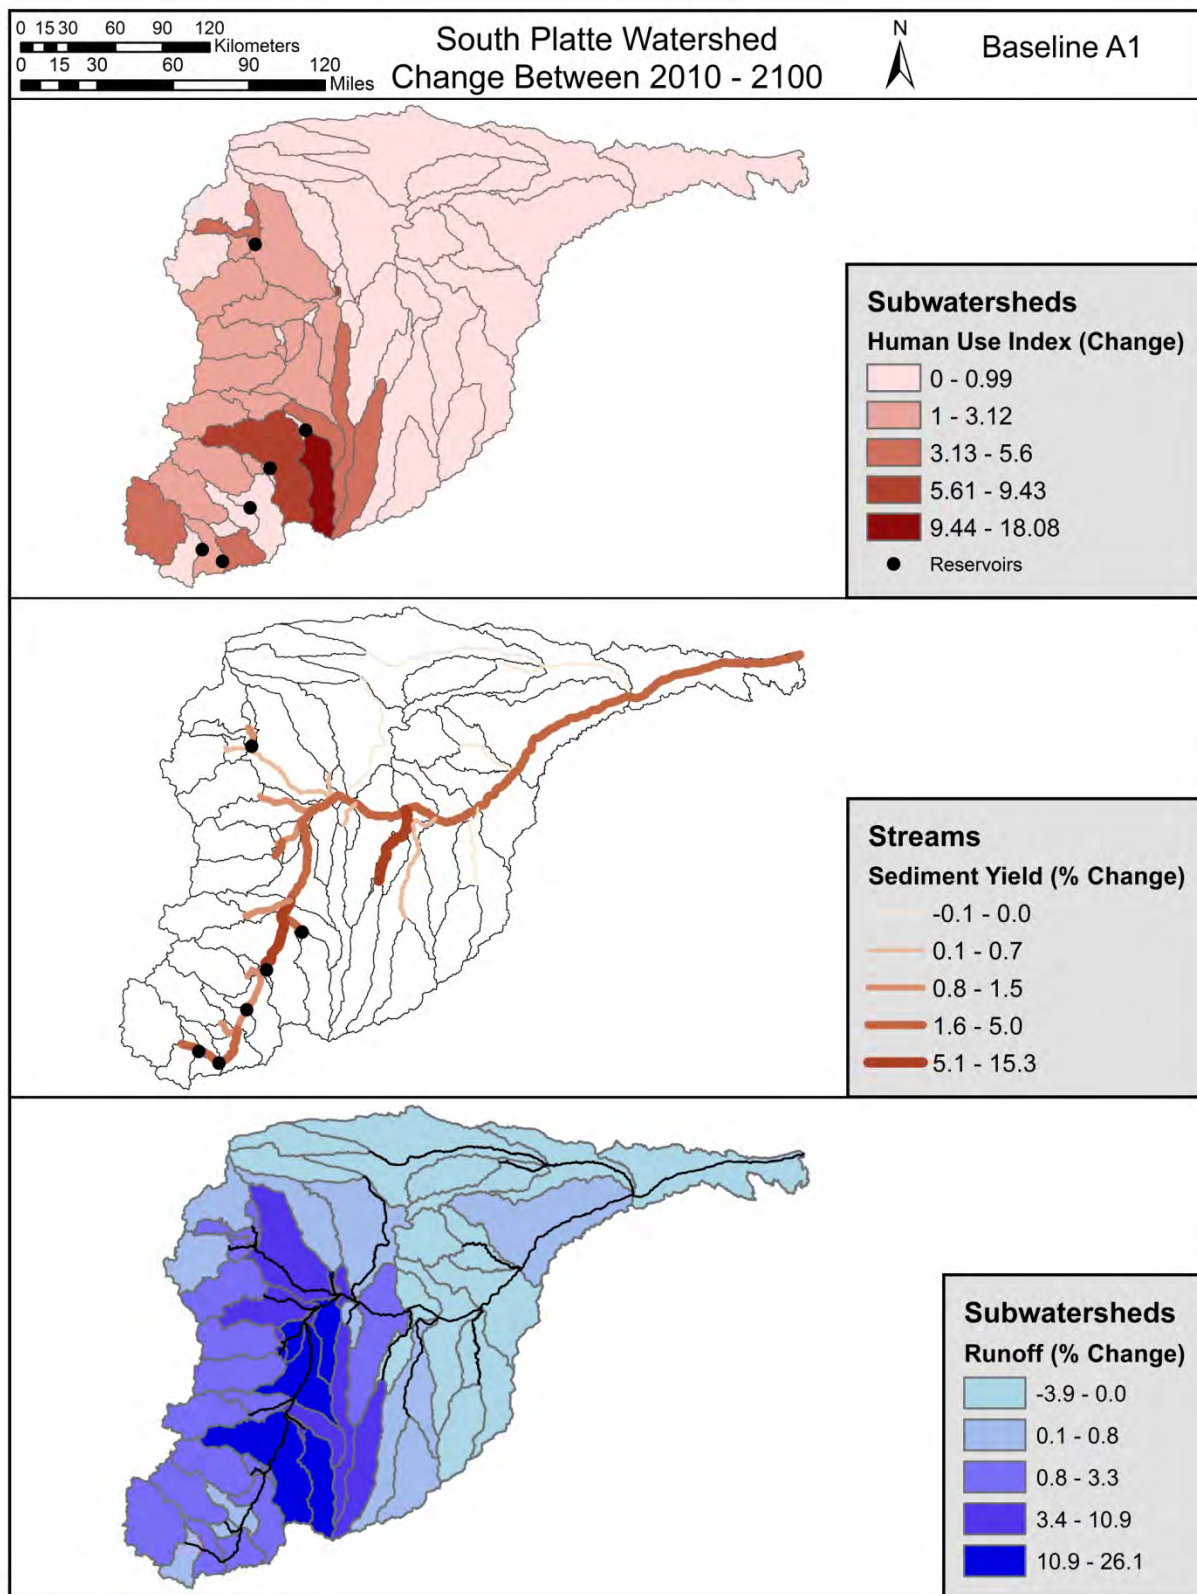 0 15 30 60 90 120
Kilometers
0 15 30 60 90 120
Miles
South Platte Watershed
Change Between 2010 - 2100
N
Baseline A1
Subwatersheds
Human Use Index (Change)
0 - 0.99
1 - 3.12
3.13 - 5.6
5.61 - 9.43
9.44 - 18.08
Reservoirs
Streams
Sediment Yield (% Change)
-0.1 - 0.0
0.1 - 0.7
0.8 - 1.5
1.6 - 5.0
5.1 - 15.3
Subwatersheds
Runoff (% Change)
-3.9 - 0.0
0.1 - 0.8
0.8 - 3.3
3.4 - 10.9
10.9 - 26.1